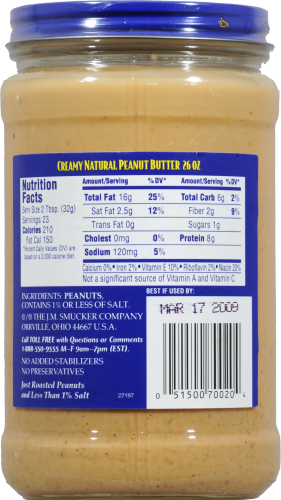 CREAMY NATURAL PEANUT BUTTER 26 OZ
Nutrition
Facts
Serv Size 2 Tbsp. (32g)
Servings 23
Calories 210
Fat Cal 150
*Percent Daily Values (DV) are
based on a 2,000 calorie diet.
Amount/Serving %DV*
Total Fat 16g 25%
Sat Fat 2.5g 12%
Trans Fat 0g
Cholest 0mg 0%
Sodium 120mg 5%
Amount/Serving %DV*
Total Carb 6g 2%
Fiber 2g 9%
Sugars 1g
Protein 8g
Calcium 0% • Iron 2% • Vitamin E 10% • Riboflavin 2% • Niacin 20%
Not a significant source of Vitamin A and Vitamin C.
INGREDIENTS: PEANUTS,
CONTAINS 1% OR LESS OF SALT.
©/® THE J.M. SMUCKER COMPANY
ORRVILLE, OHIO 44667 U.S.A.
Call TOLL FREE with Questions or Comments
1-888-550-9555 M–F 9am–7pm (EST).
NO ADDED STABILIZERS
NO PRESERVATIVES
Just Roasted Peanuts
and Less Than 1% Salt
27197
BEST IF USED BY:
MAR 17 2009
0 51500 70020 4